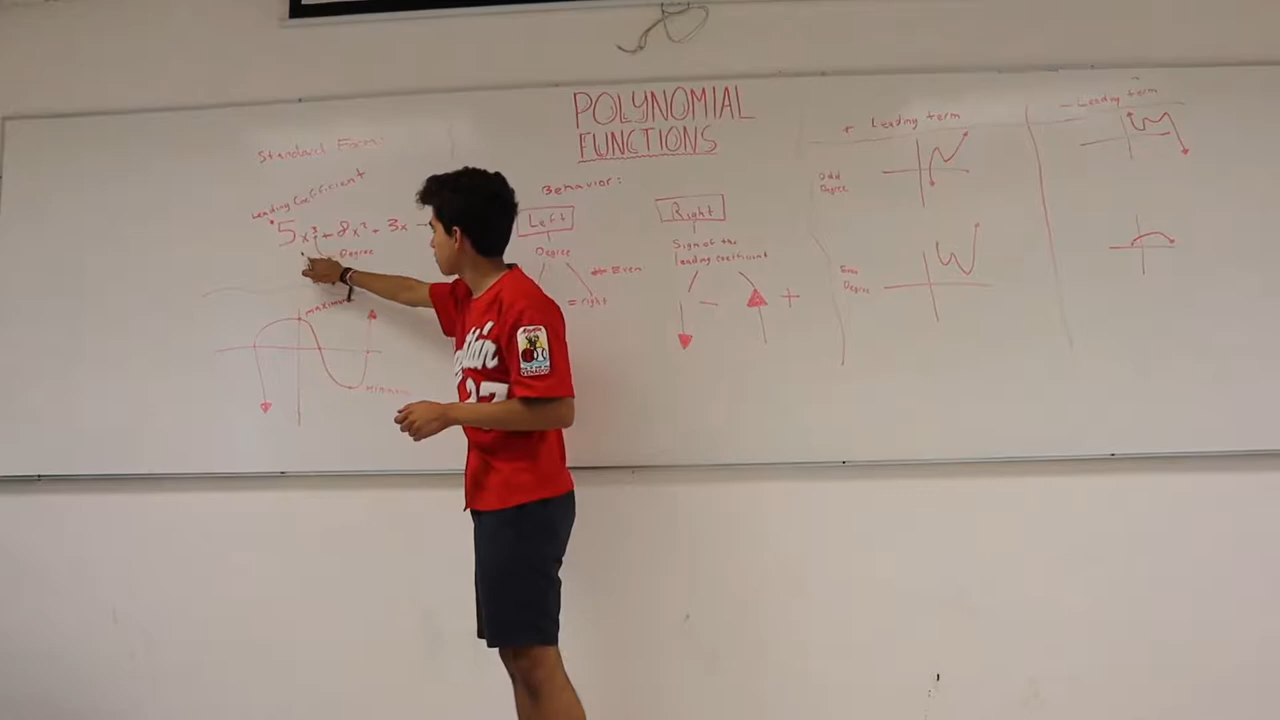 POLYNOMIAL
FUNCTIONS
Standard Form:
Leading Coefficient
5x³ + 8x² + 3x -
Degree
maximum
Behavior:
Left
Degree
Even
= right
Right
Sign of the
leading coefficient
− +
+ Leading term
− Leading term
Odd
Degree
Even
Degree
27